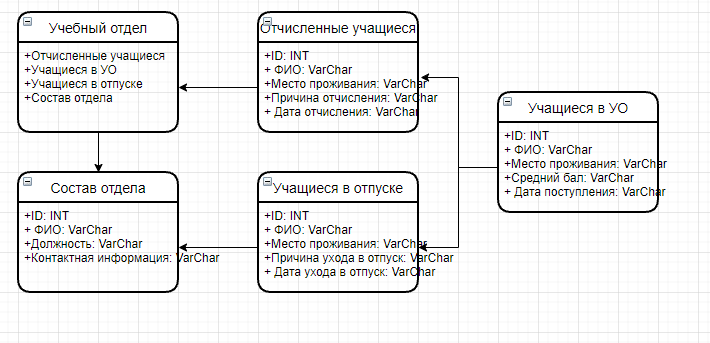 Учебный отдел
+Отчисленные учащиеся
+Учащиеся в УО
+Учащиеся в отпуске
+Состав отдела
Отчисленные учащиеся
+ID: INT
+ ФИО: VarChar
+Место проживания: VarChar
+Причина отчисления: VarChar
+ Дата отчисления: VarChar
Учащиеся в УО
+ID: INT
+ ФИО: VarChar
+Место проживания: VarChar
+Средний бал: VarChar
+ Дата поступления: VarChar
Состав отдела
+ID: INT
+ ФИО: VarChar
+Должность: VarChar
+Контактная информация: VarChar
Учащиеся в отпуске
+ID: INT
+ ФИО: VarChar
+Место проживания: VarChar
+Причина ухода в отпуск: VarChar
+ Дата ухода в отпуск: VarChar